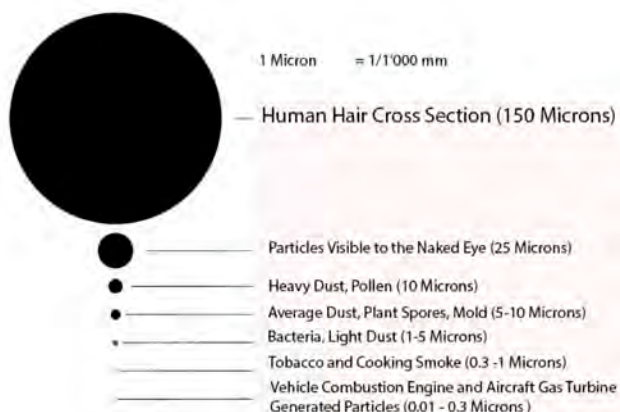 1 Micron = 1/1'000 mm
Human Hair Cross Section (150 Microns)
Particles Visible to the Naked Eye (25 Microns)
Heavy Dust, Pollen (10 Microns)
Average Dust, Plant Spores, Mold (5-10 Microns)
Bacteria, Light Dust (1-5 Microns)
Tobacco and Cooking Smoke (0.3 -1 Microns)
Vehicle Combustion Engine and Aircraft Gas Turbine
Generated Particles (0.01 - 0.3 Microns )